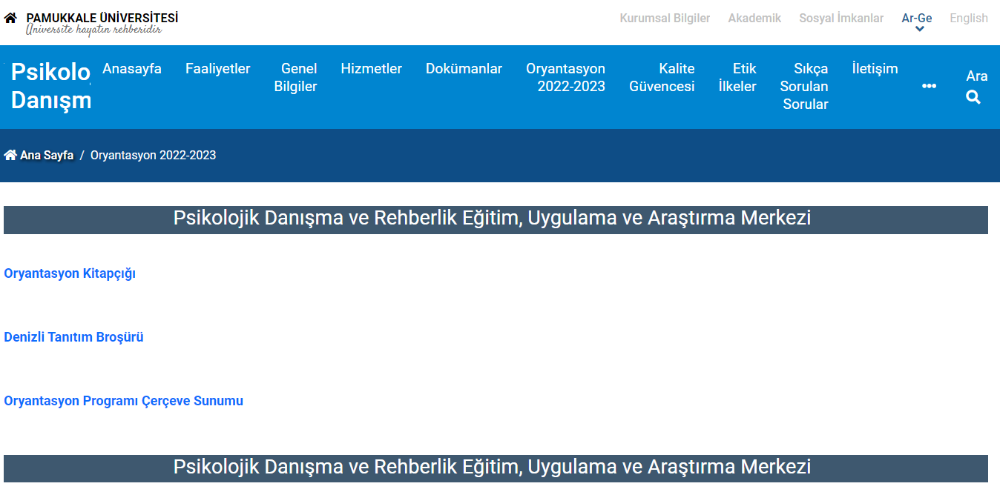 PAMUKKALE ÜNİVERSİTESİ
Üniversite hayatın rehberidir
Kurumsal Bilgiler Akademik Sosyal İmkanlar Ar-Ge English
Psikolo
Danışm
Anasayfa Faaliyetler Genel Bilgiler Hizmetler Dokümanlar Oryantasyon 2022-2023 Kalite Güvencesi Etik İlkeler Sıkça Sorulan Sorular İletişim
Ara
Ana Sayfa / Oryantasyon 2022-2023
Psikolojik Danışma ve Rehberlik Eğitim, Uygulama ve Araştırma Merkezi
Oryantasyon Kitapçığı
Denizli Tanıtım Broşürü
Oryantasyon Programı Çerçeve Sunumu
Psikolojik Danışma ve Rehberlik Eğitim, Uygulama ve Araştırma Merkezi